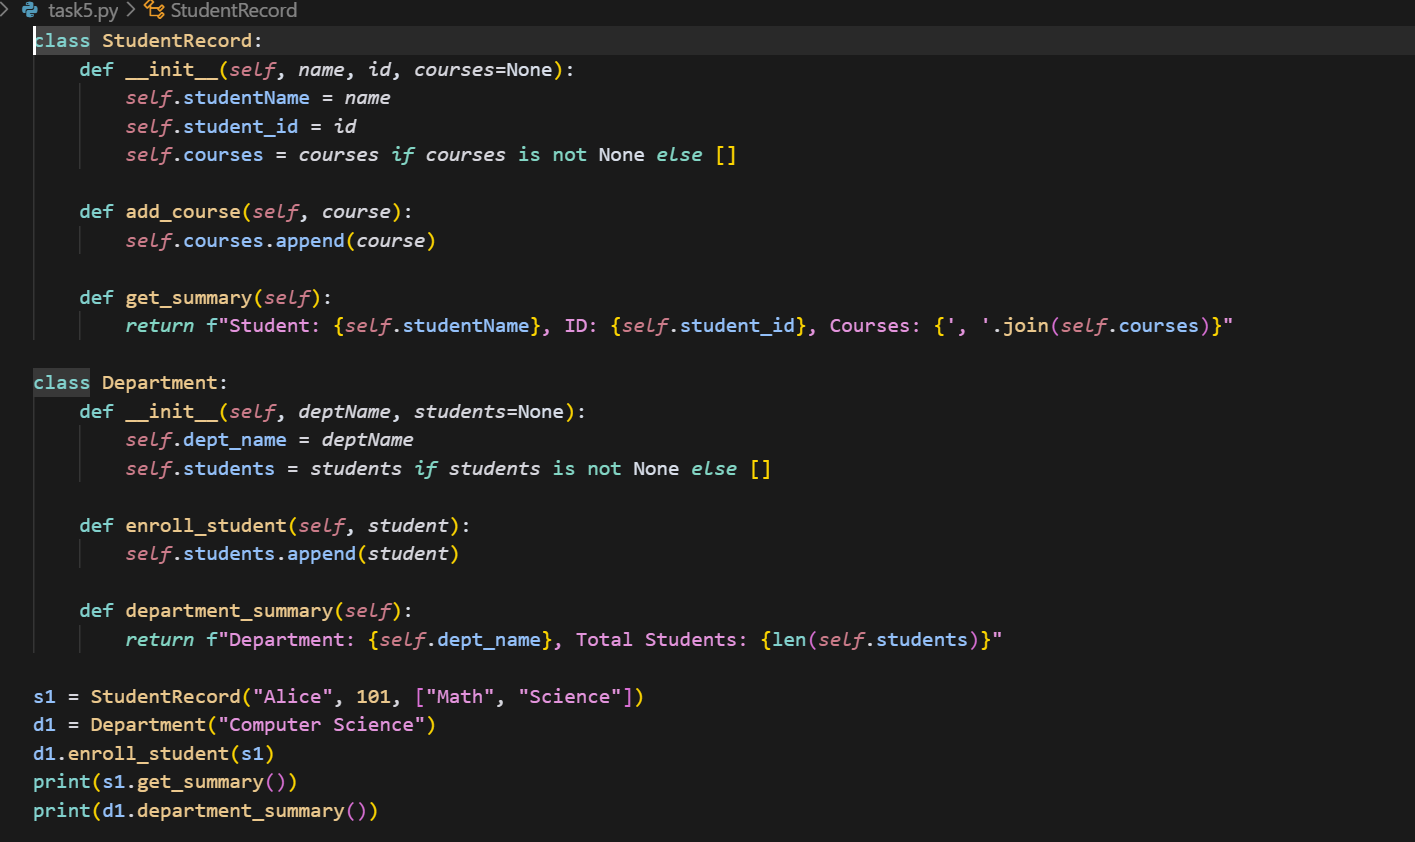 task5.py > StudentRecord
class StudentRecord:
    def __init__(self, name, id, courses=None):
        self.studentName = name
        self.student_id = id
        self.courses = courses if courses is not None else []

    def add_course(self, course):
        self.courses.append(course)

    def get_summary(self):
        return f"Student: {self.studentName}, ID: {self.student_id}, Courses: {', '.join(self.courses)}"

class Department:
    def __init__(self, deptName, students=None):
        self.dept_name = deptName
        self.students = students if students is not None else []

    def enroll_student(self, student):
        self.students.append(student)

    def department_summary(self):
        return f"Department: {self.dept_name}, Total Students: {len(self.students)}"

s1 = StudentRecord("Alice", 101, ["Math", "Science"])
d1 = Department("Computer Science")
d1.enroll_student(s1)
print(s1.get_summary())
print(d1.department_summary())